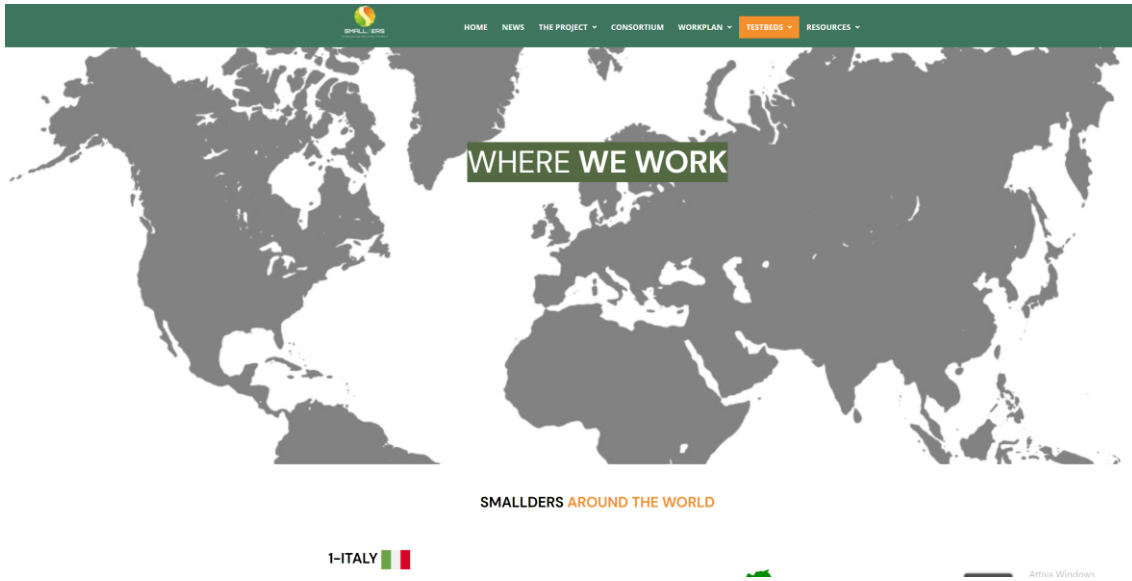 SMALLDERS
HOME NEWS THE PROJECT CONSORTIUM WORKPLAN TESTBEDS RESOURCES
WHERE WE WORK
SMALLDERS AROUND THE WORLD
1-ITALY
Attiva Windows